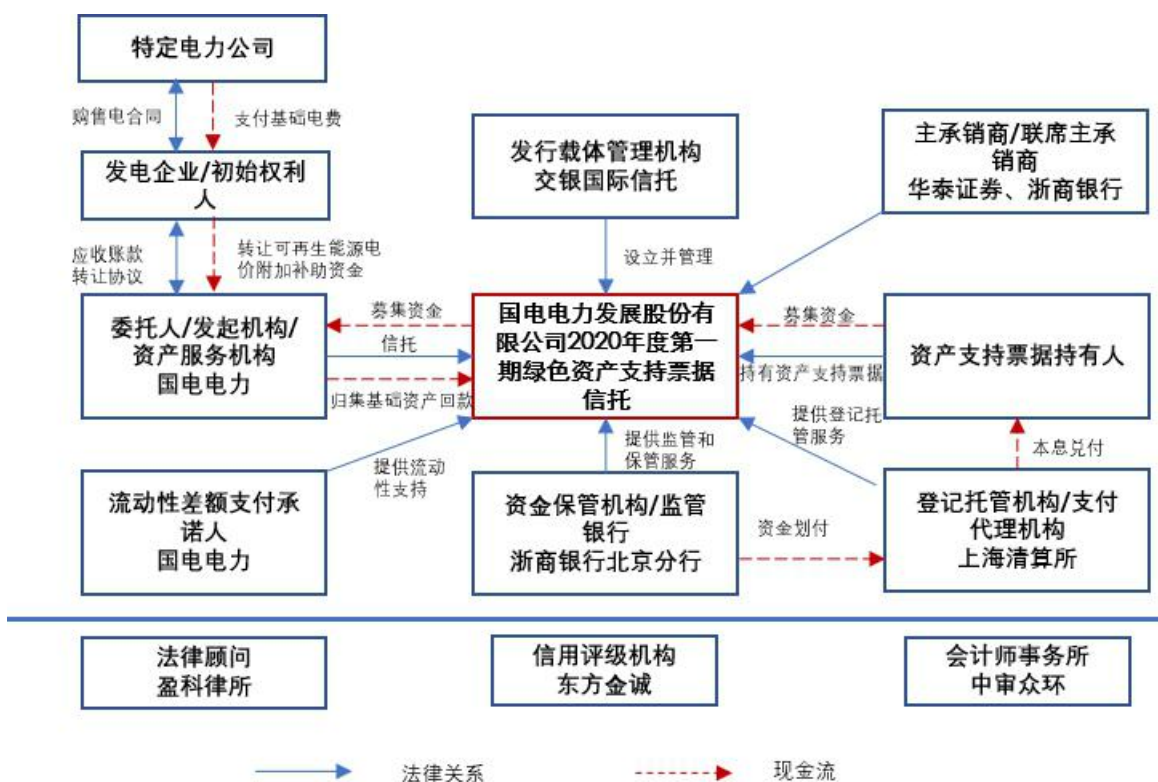 特定电力公司
购售电合同
支付基础电费
发电企业/初始权利
人
应收账款
转让协议
转让可再生能源电
价附加补助资金
委托人/发起机构/
资产服务机构
国电电力
募集资金
信托
归集基础资产回款
流动性差额支付承
诺人
国电电力
提供流动
性支持
发行载体管理机构
交银国际信托
设立并管理
国电电力发展股份有
限公司2020年度第一
期绿色资产支持票据
信托
提供监管和
保管服务
资金保管机构/监管
银行
浙商银行北京分行
资金划付
主承销商/联席主承
销商
华泰证券、浙商银行
募集资金
持有资产支持票据
资产支持票据持有人
提供登记托
管服务
本息兑付
登记托管机构/支付
代理机构
上海清算所
法律顾问
盈科律所
信用评级机构
东方金诚
会计师事务所
中审众环
法律关系
现金流